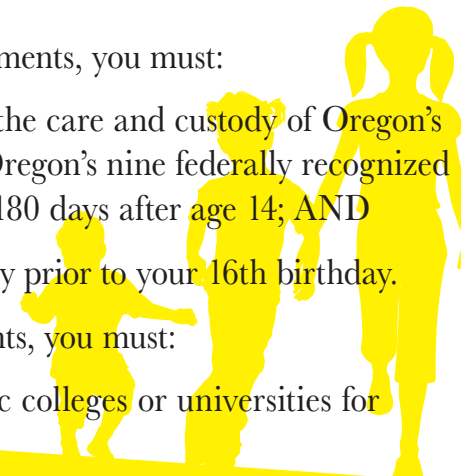 ments, you must:
the care and custody of Oregon's
Oregon's nine federally recognized
180 days after age 14; AND
y prior to your 16th birthday.
nts, you must:
c colleges or universities for